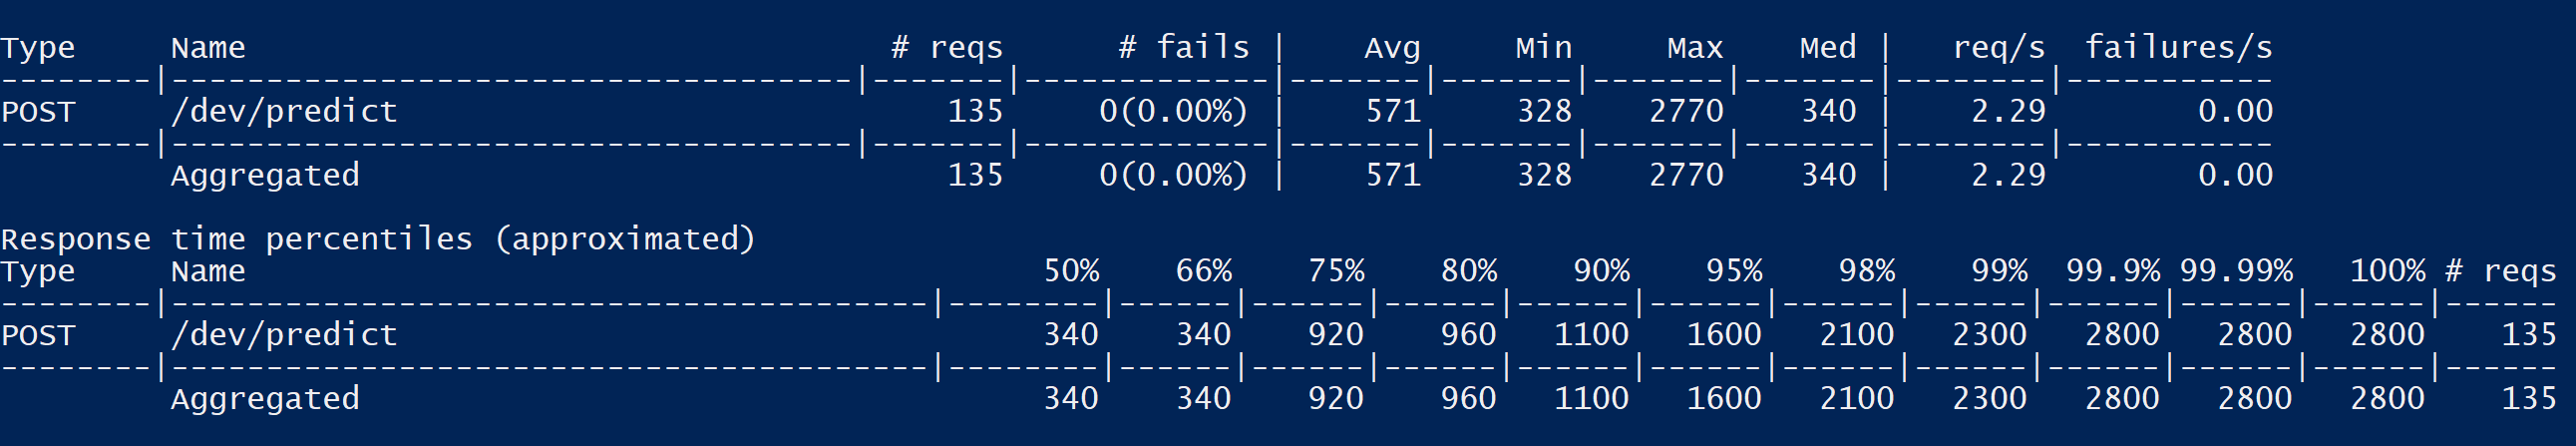 Type     Name                                  # reqs      # fails |    Avg     Min     Max    Med |   req/s  failures/s
--------|------------------------------------|-------|-------------|-------|-------|-------|-------|--------|-----------
POST     /dev/predict                             135     0(0.00%) |    571     328    2770    340 |    2.29        0.00
--------|------------------------------------|-------|-------------|-------|-------|-------|-------|--------|-----------
         Aggregated                               135     0(0.00%) |    571     328    2770    340 |    2.29        0.00
Response time percentiles (approximated)
Type     Name                                          50%    66%    75%    80%    90%    95%    98%    99%  99.9% 99.99%   100% # reqs
--------|----------------------------------------|--------|------|------|------|------|------|------|------|------|------|------|------
POST     /dev/predict                                  340    340    920    960   1100   1600   2100   2300   2800   2800   2800    135
--------|----------------------------------------|--------|------|------|------|------|------|------|------|------|------|------|------
         Aggregated                                    340    340    920    960   1100   1600   2100   2300   2800   2800   2800    135